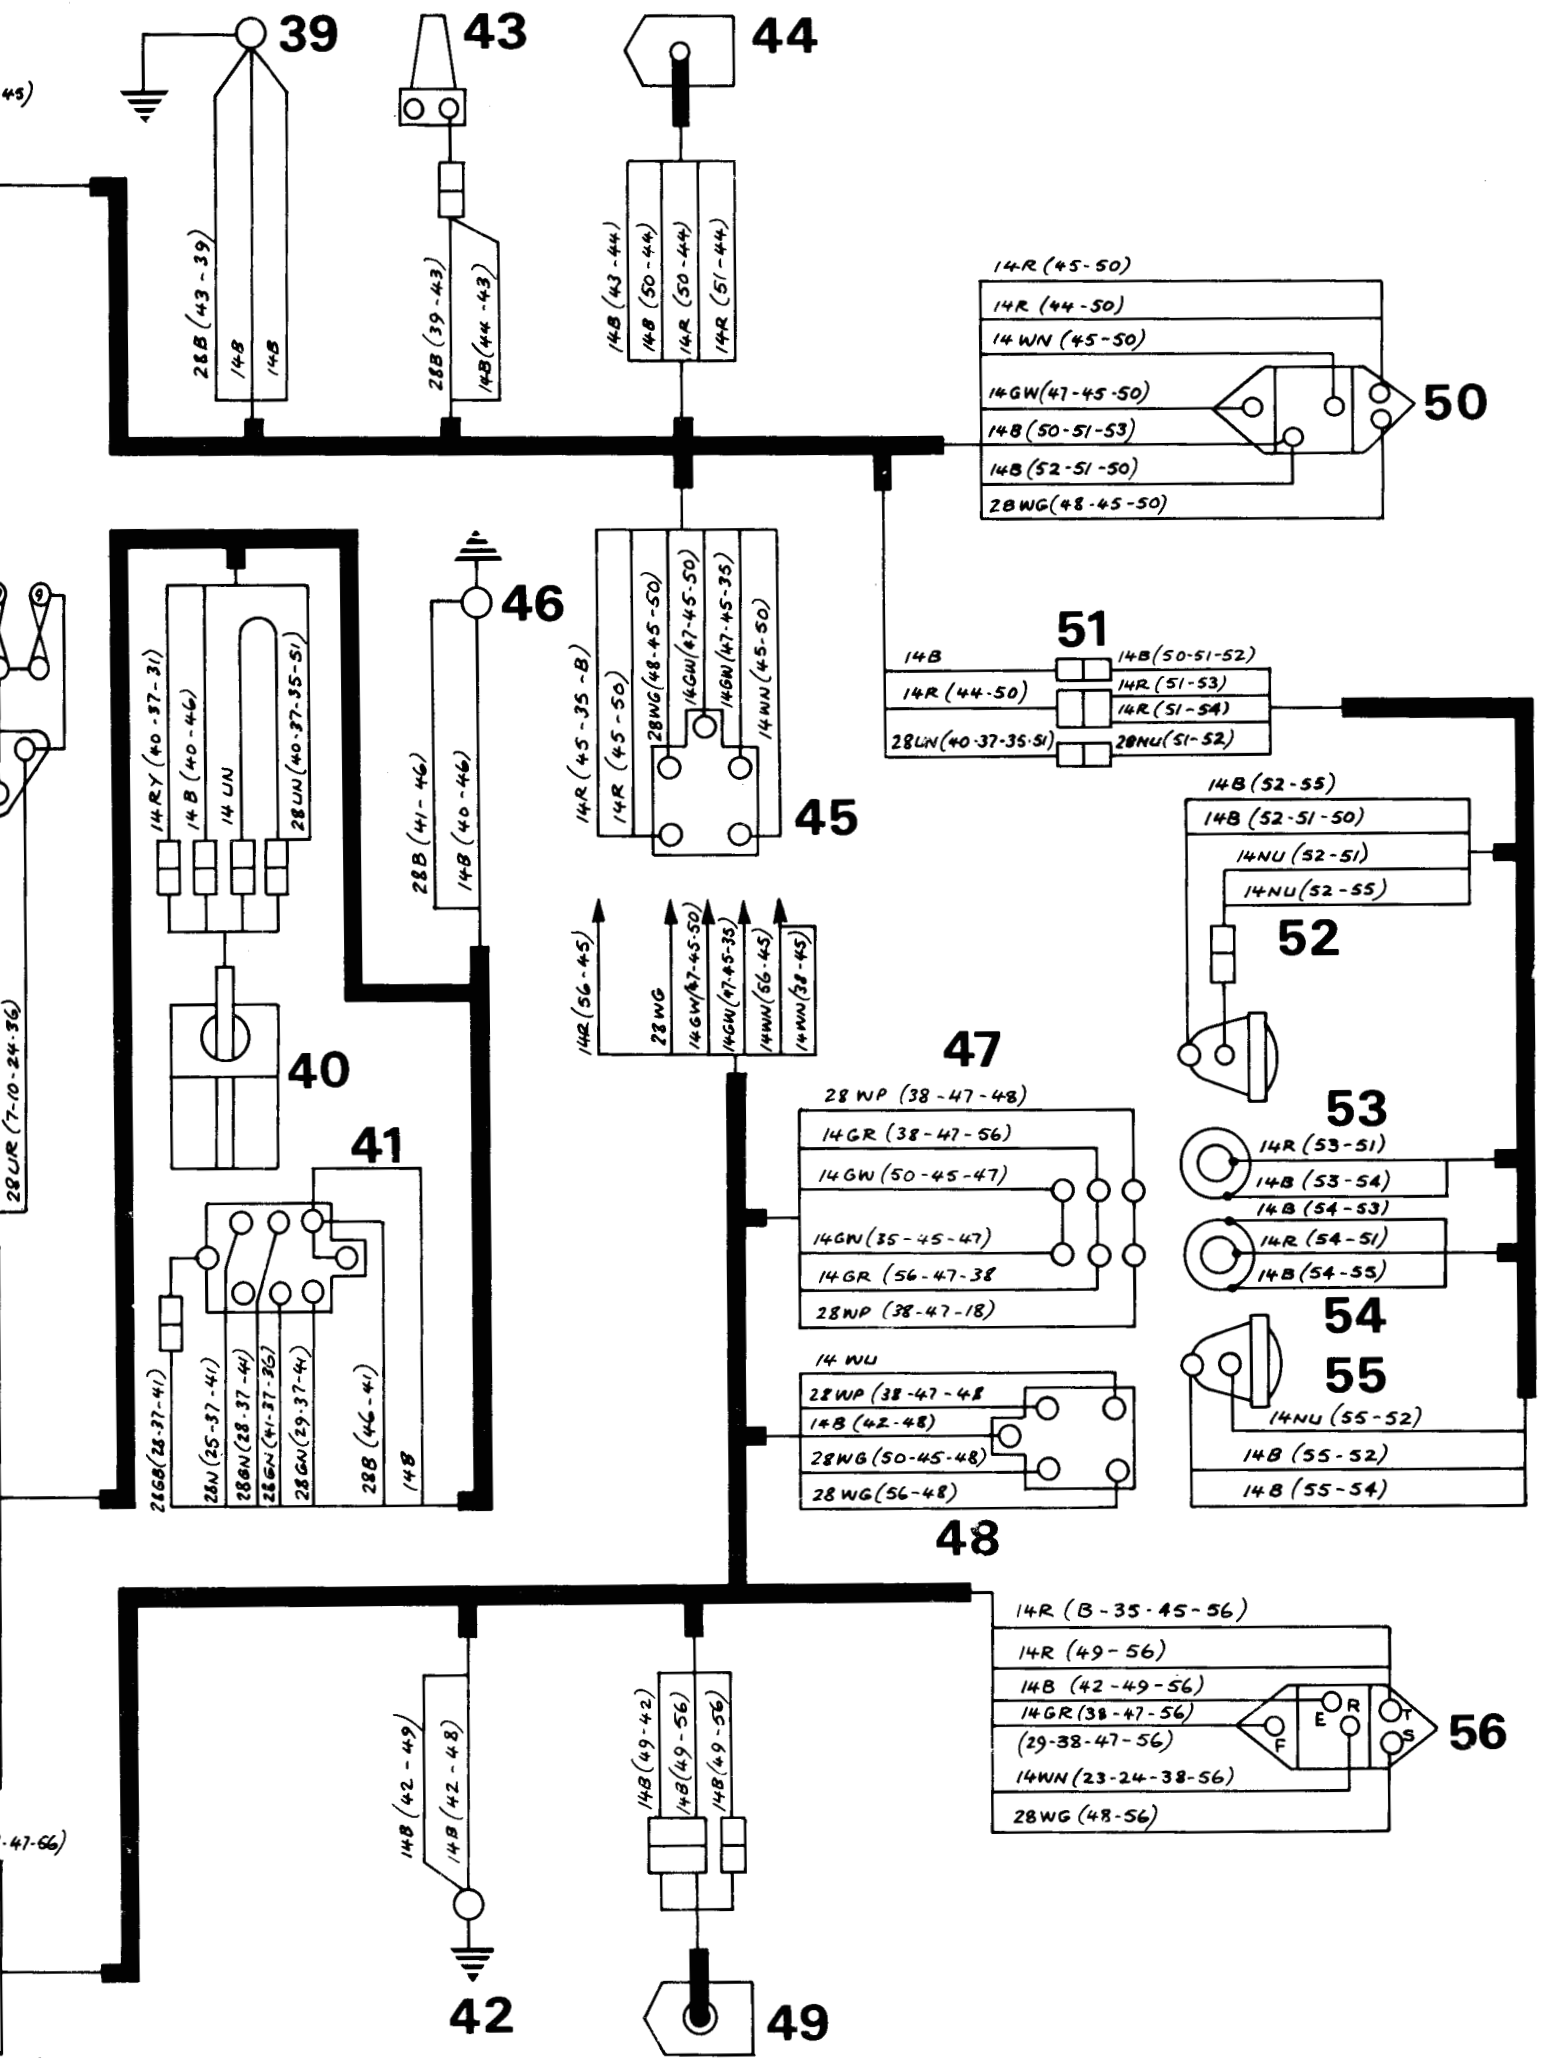 39
43
44
45)
28B (43-39)
14B
14B
28B (39-43)
14B (44-43)
14B (43-44)
14B (50-44)
14R (50-44)
14R (51-44)
14R (45-50)
14R (44-50)
14WN (45-50)
14GW(47-45-50)
14B (50-51-53)
14B (52-51-50)
28WG(48-45-50)
50
9
14RY (40-37-31)
14B (40-46)
14UN
28UN(40-37-35-51)
46
28B (41-46)
14B (40-46)
14R (45-35-B)
14R (45-50)
28WG(48-45-50)
14GW(47-45-50)
14GW(47-45-35)
14WN(45-50)
45
51
14B
14R (44-50)
28UN(40-37-35-51)
14B(50-51-52)
14R (51-53)
14R (51-54)
28NU(51-52)
14B (52-55)
14B (52-51-50)
14NU (52-51)
14NU (52-55)
52
28UR (7-10-24-36)
40
14R (56-45)
28WG
14GW(47-45-50)
14GW(47-45-35)
14WN(56-45)
14WN(38-45)
47
28WP (38-47-48)
14GR (38-47-56)
14GW (50-45-47)
14GW(35-45-47)
14GR (56-47-38
28WP (38-47-18)
53
14R (53-51)
14B (53-54)
14B (54-53)
14R (54-51)
14B (54-55)
54
41
28GB(28-37-41)
28N(25-37-41)
28GN(28-37-41)
28GN(41-37-36)
28GN(29-37-41)
28B (46-41)
14B
14WU
28WP (38-47-48
14B (42-48)
28WG(50-45-48)
28WG(56-48)
48
55
14NU (55-52)
14B (55-52)
14B (55-54)
14R (B-35-45-56)
14R (49-56)
14B (42-49-56)
14GR(38-47-56)
(29-38-47-56)
14WN(23-24-38-56)
28WG (48-56)
E
R
T
F
S
56
-47-66)
14B (42-49)
14B (42-48)
42
14B (49-42)
14B(49-56)
14B (49-56)
49